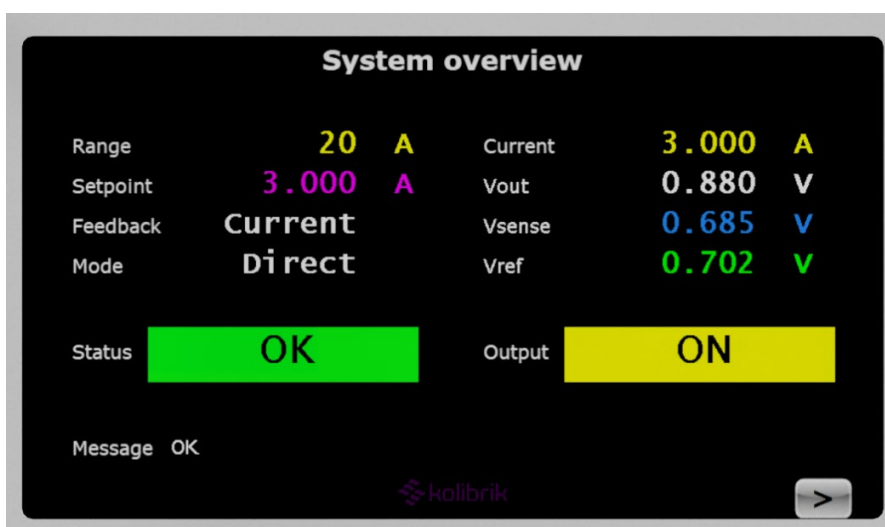 System overview
Range 20 A Current 3.000 A
Setpoint 3.000 A Vout 0.880 V
Feedback Current Vsense 0.685 V
Mode Direct Vref 0.702 V
Status OK Output ON
Message OK
kolibrik
>